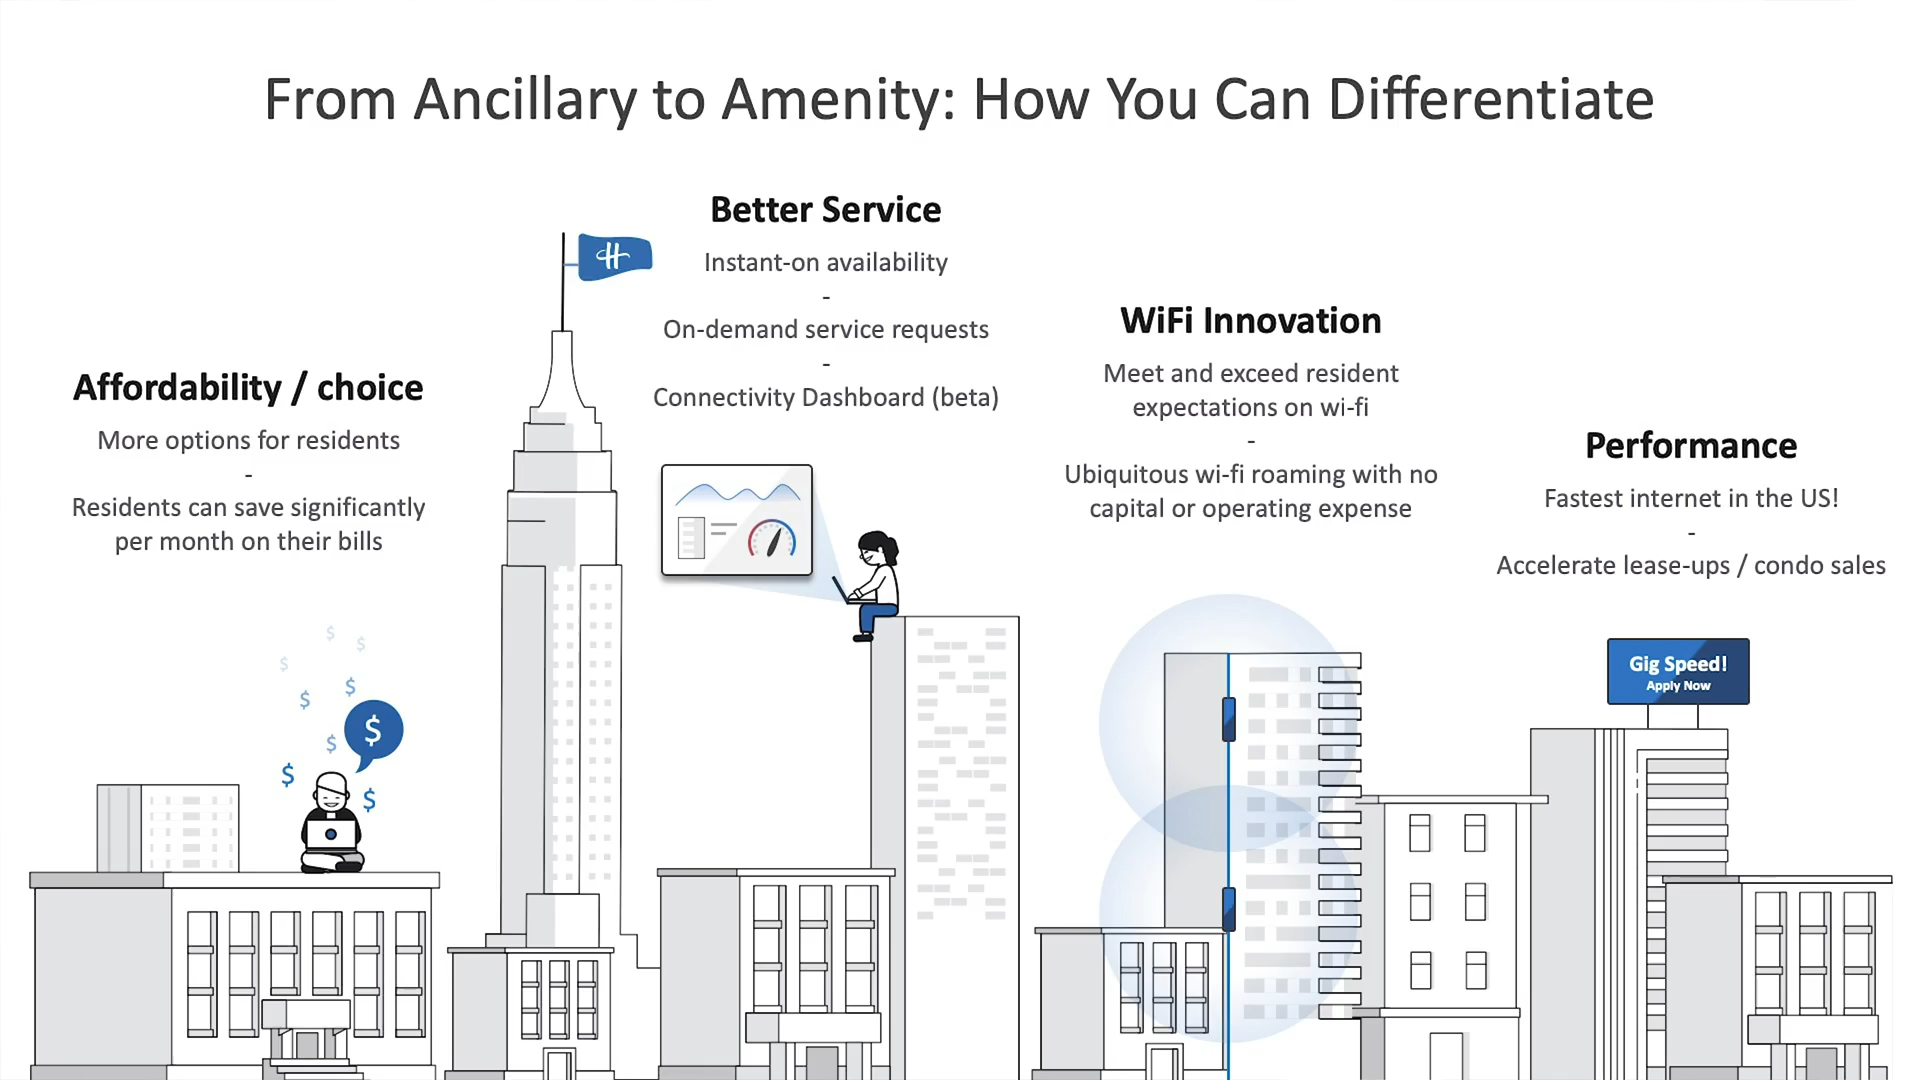 From Ancillary to Amenity: How You Can Differentiate
Affordability / choice
More options for residents
-
Residents can save significantly
per month on their bills
Better Service
Instant-on availability
-
On-demand service requests
-
Connectivity Dashboard (beta)
WiFi Innovation
Meet and exceed resident
expectations on wi-fi
-
Ubiquitous wi-fi roaming with no
capital or operating expense
Performance
Fastest internet in the US!
-
Accelerate lease-ups / condo sales
Gig Speed!
Apply Now
$
$
$
$
$
$
$
$
$